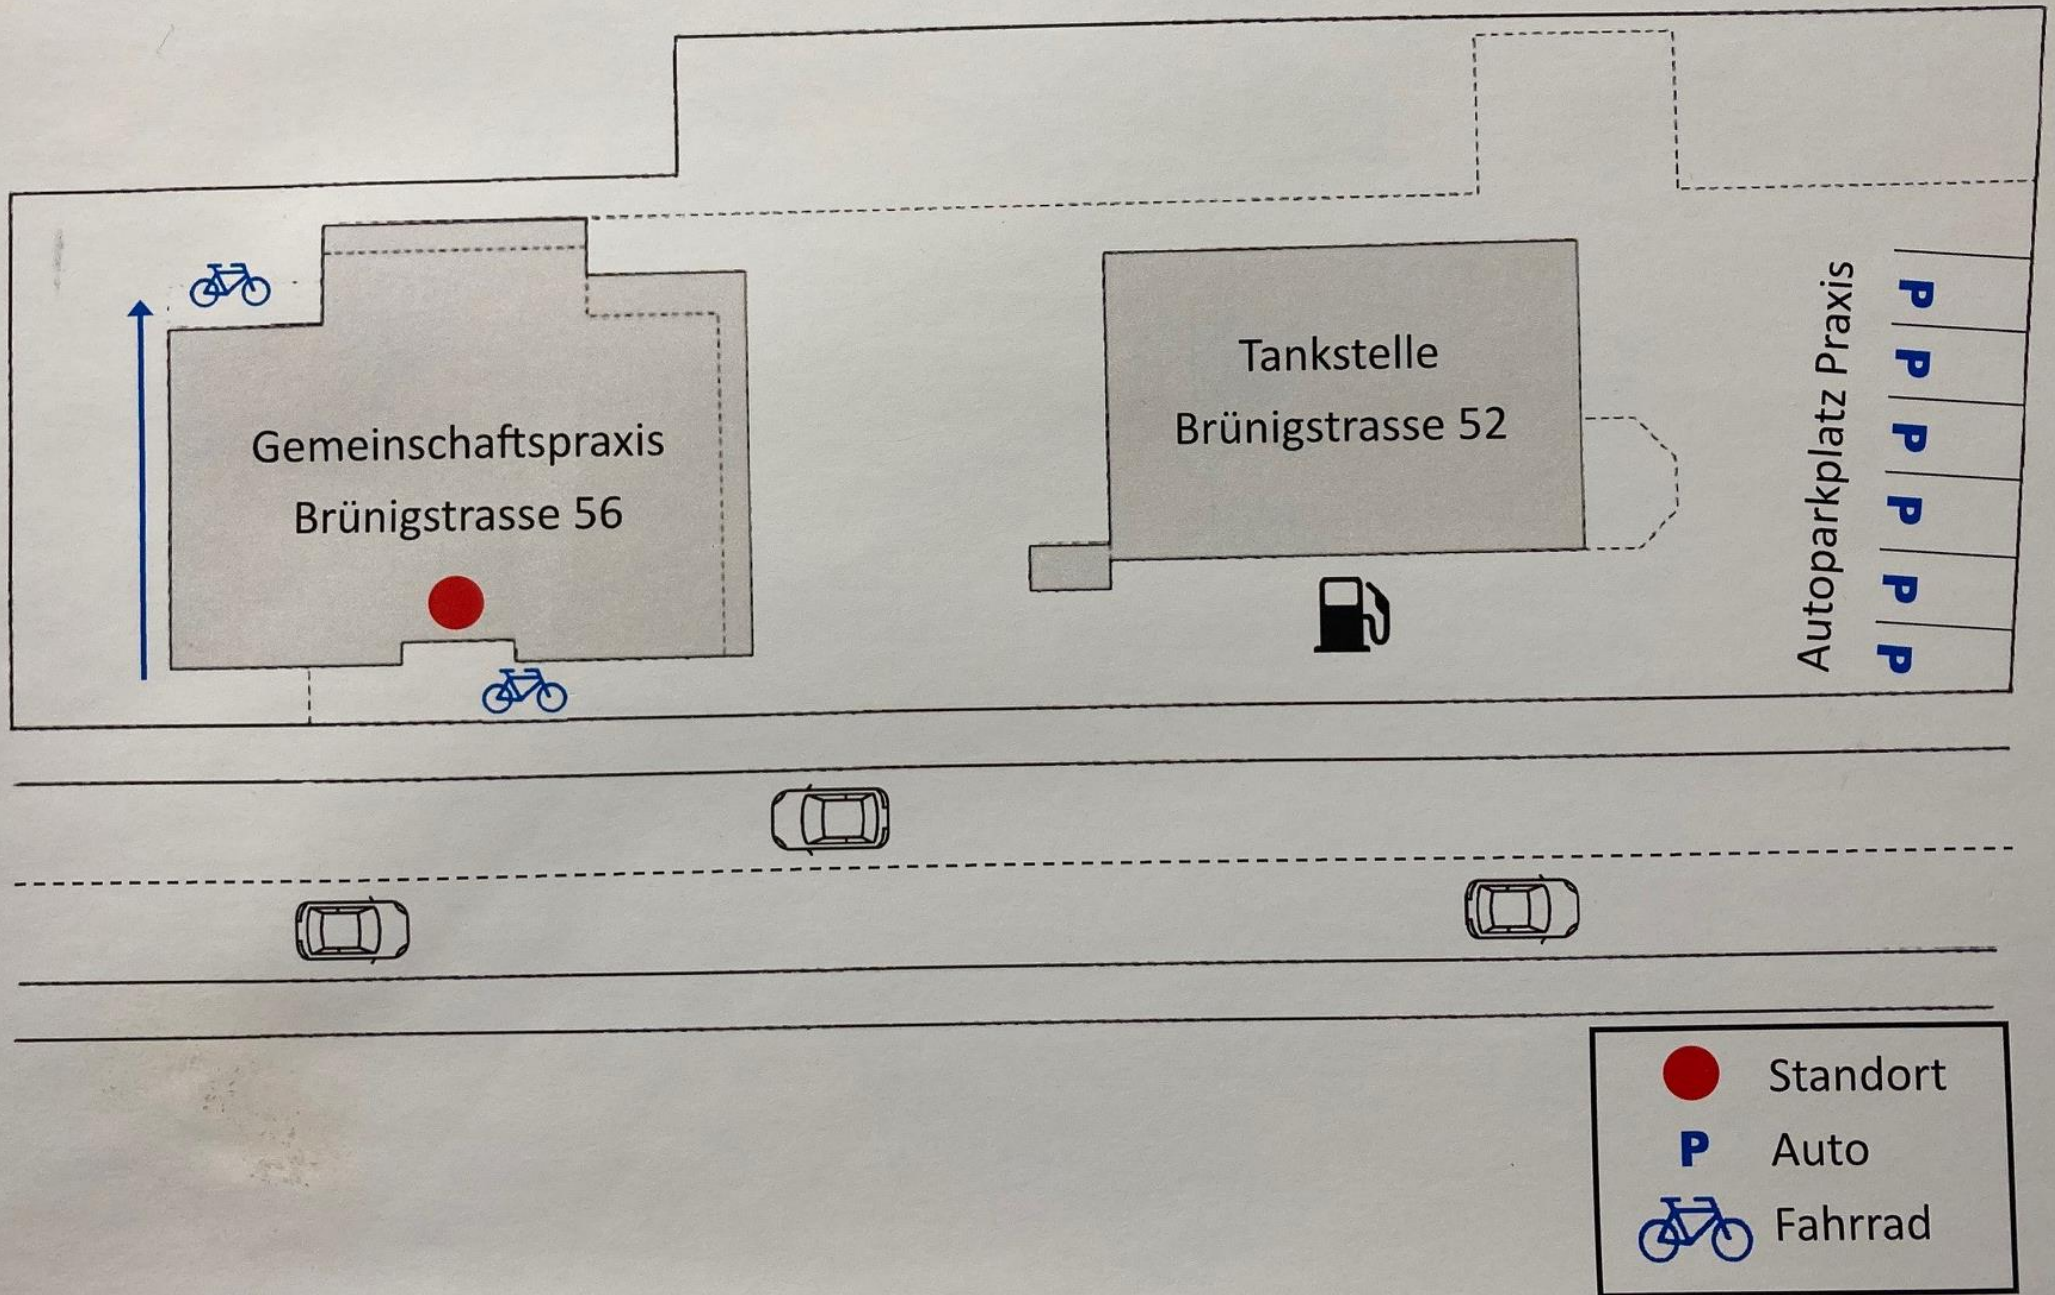 Gemeinschaftspraxis
Brünigstrasse 56
Tankstelle
Brünigstrasse 52
Autoparkplatz Praxis
P
P
P
P
P
P
Standort
P Auto
Fahrrad